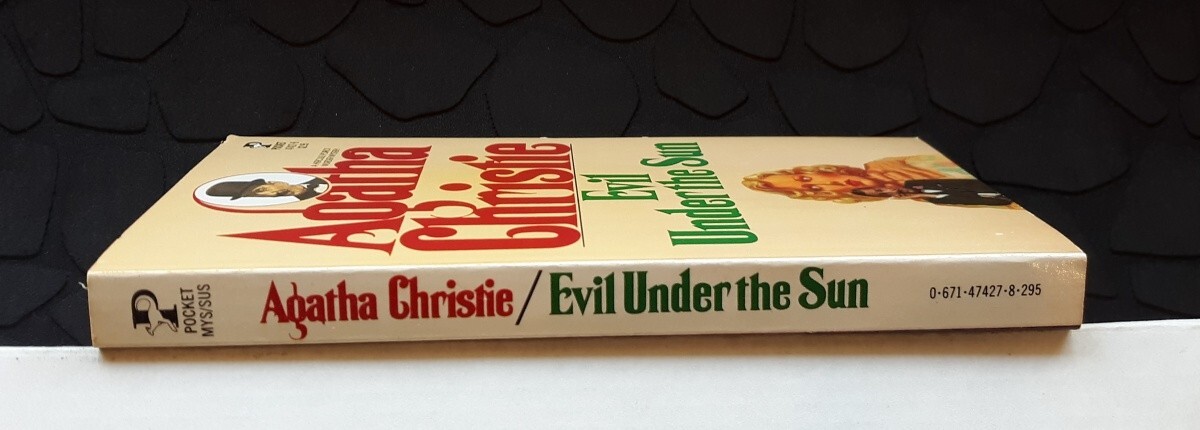 Agatha
Christie
Evil
Under the Sun
P
POCKET
MYS/SUS
Agatha Christie / Evil Under the Sun
0·671·47427·8·295